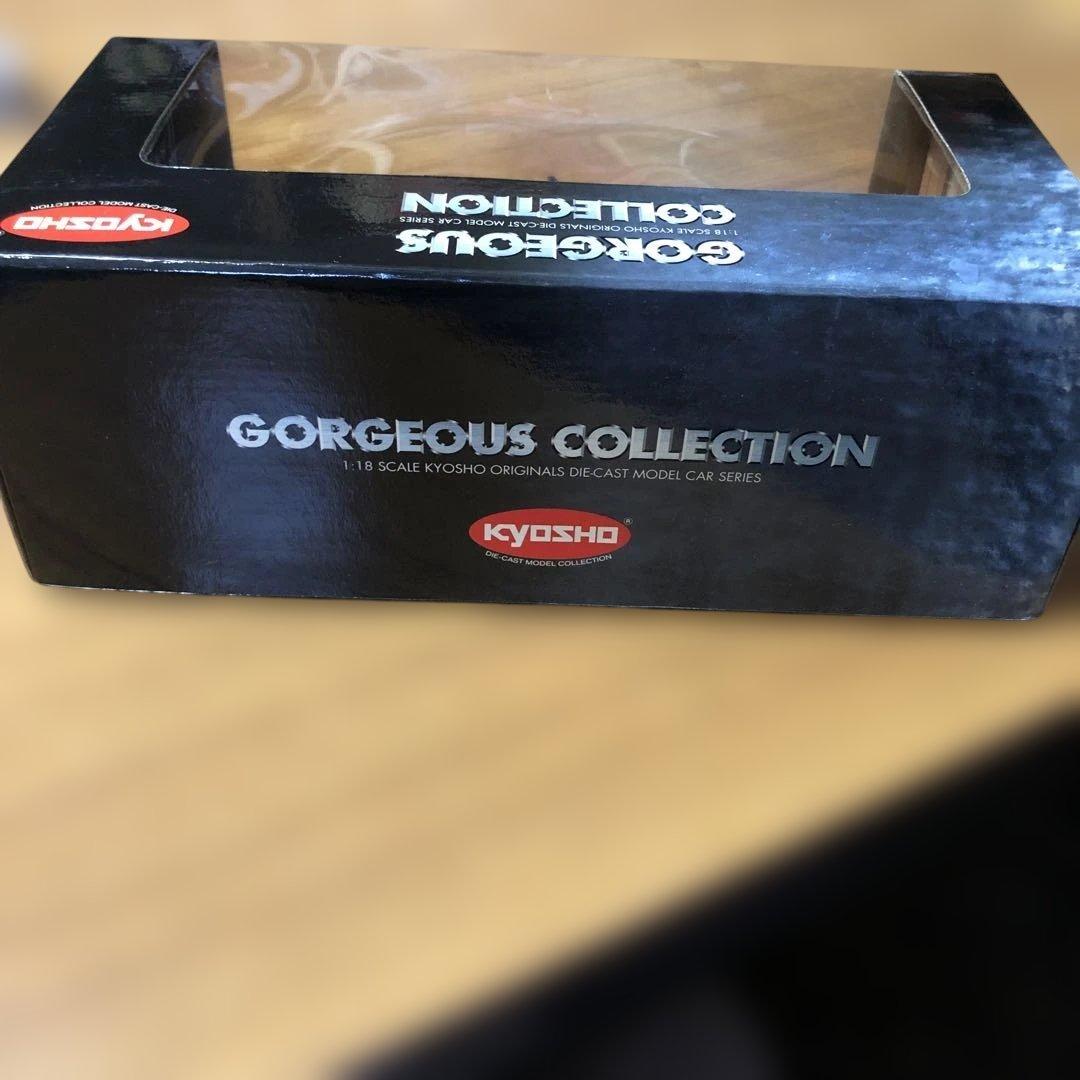 COLLECTION
1:18 SCALE KYOSHO ORIGINALS DIE-CAST MODEL CAR SERIES
GORGEOUS
DIE-CAST MODEL COLLECTION
KYOSHO®
GORGEOUS COLLECTION
1:18 SCALE KYOSHO ORIGINALS DIE-CAST MODEL CAR SERIES
KYOSHO®
DIE-CAST MODEL COLLECTION